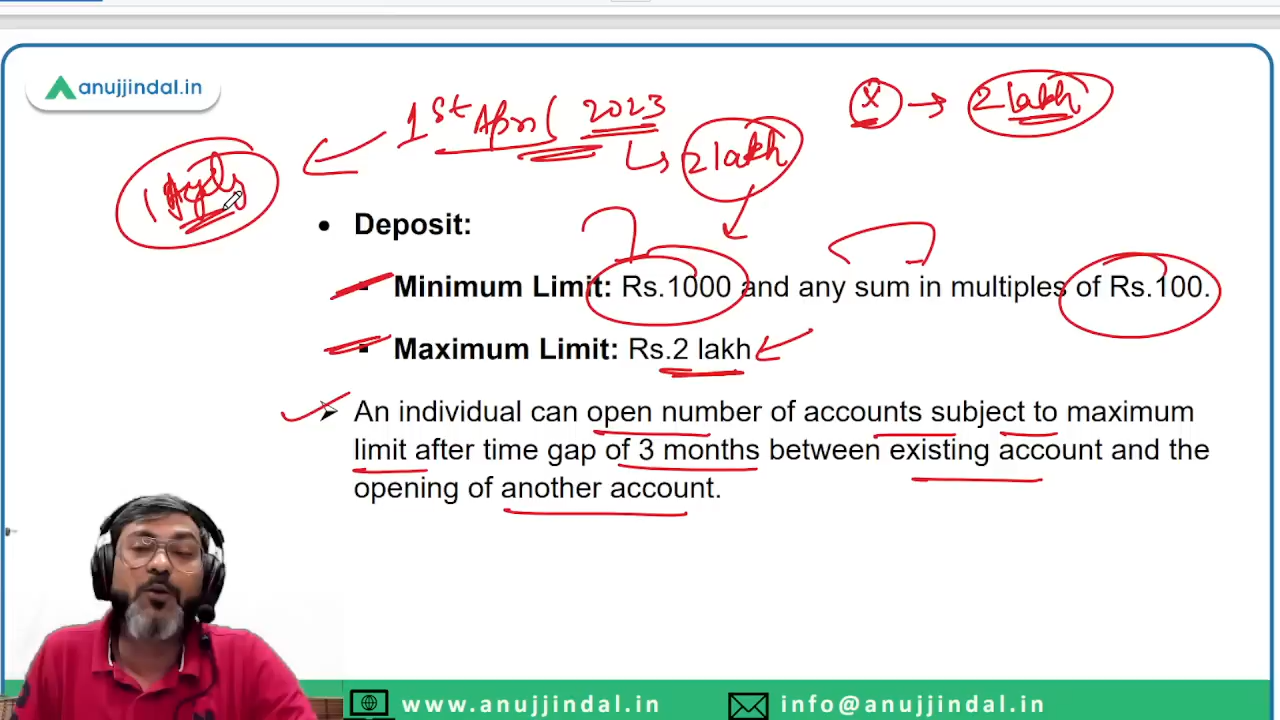 anujjindal.in
1st April 2023
2 lakh
X → 2 lakh
• Deposit:
▪ Minimum Limit: Rs.1000 and any sum in multiples of Rs.100.
▪ Maximum Limit: Rs.2 lakh
➢ An individual can open number of accounts subject to maximum
limit after time gap of 3 months between existing account and the
opening of another account.
www.anujjindal.in
info@anujjindal.in